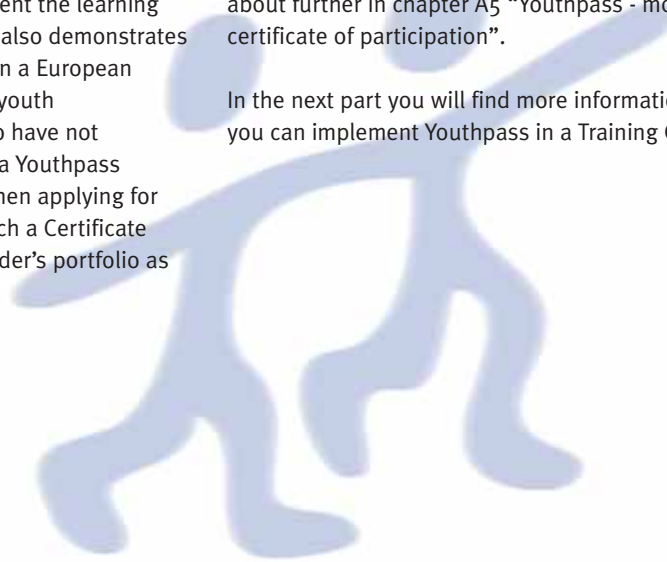 ent the learning
also demonstrates
n a European
youth
o have not
a Youthpass
hen applying for
ch a Certificate
der's portfolio as
about further in chapter A5 "Youthpass - mo
certificate of participation".
In the next part you will find more informati
you can implement Youthpass in a Training